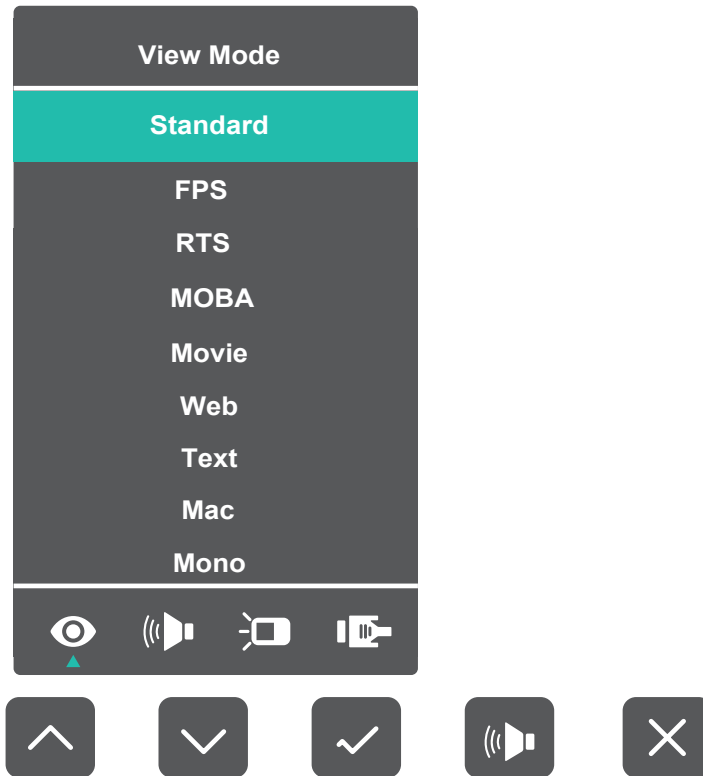 View Mode
Standard
FPS
RTS
MOBA
Movie
Web
Text
Mac
Mono